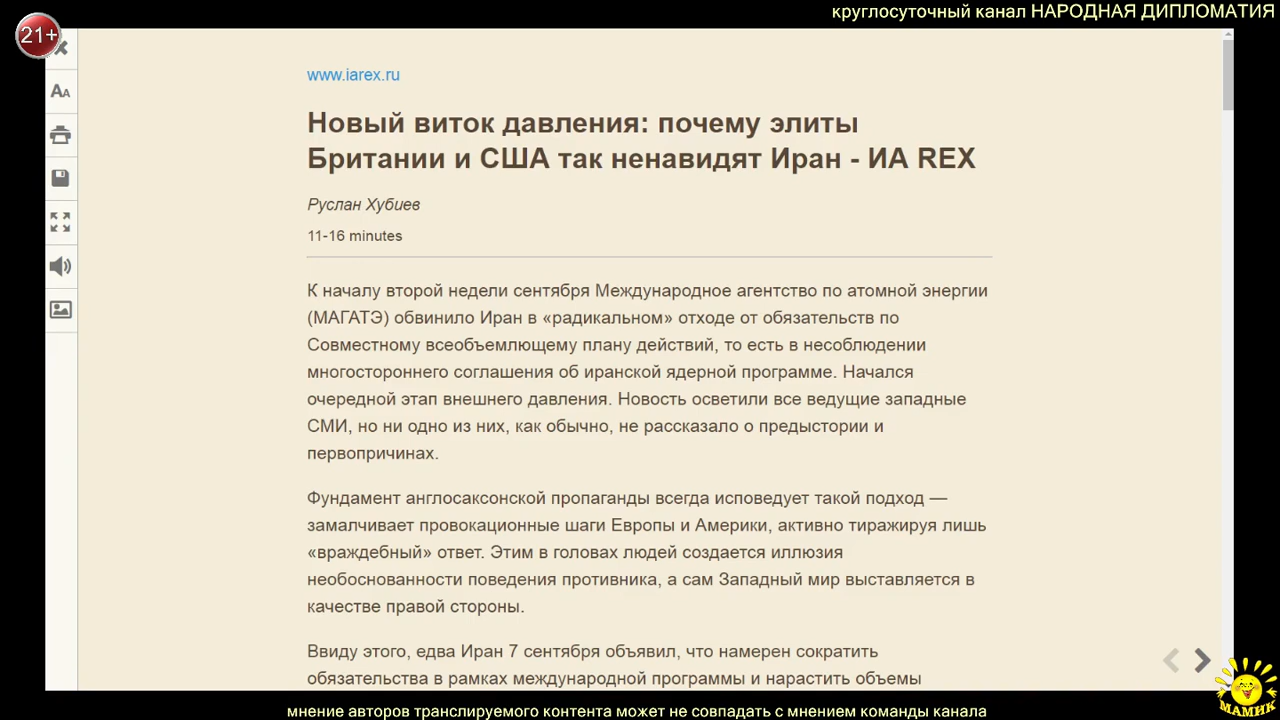 круглосуточный канал НАРОДНАЯ ДИПЛОМАТИЯ
21+
www.iarex.ru
Новый виток давления: почему элиты
Британии и США так ненавидят Иран - ИА REX
Руслан Хубиев
11-16 minutes
К началу второй недели сентября Международное агентство по атомной энергии
(МАГАТЭ) обвинило Иран в «радикальном» отходе от обязательств по
Совместному всеобъемлющему плану действий, то есть в несоблюдении
многостороннего соглашения об иранской ядерной программе. Начался
очередной этап внешнего давления. Новость осветили все ведущие западные
СМИ, но ни одно из них, как обычно, не рассказало о предыстории и
первопричинах.
Фундамент англосаксонской пропаганды всегда исповедует такой подход —
замалчивает провокационные шаги Европы и Америки, активно тиражируя лишь
«враждебный» ответ. Этим в головах людей создается иллюзия
необоснованности поведения противника, а сам Западный мир выставляется в
качестве правой стороны.
Ввиду этого, едва Иран 7 сентября объявил, что намерен сократить
обязательства в рамках международной программы и нарастить объемы
МАМИК
мнение авторов транслируемого контента может не совпадать с мнением команды канала